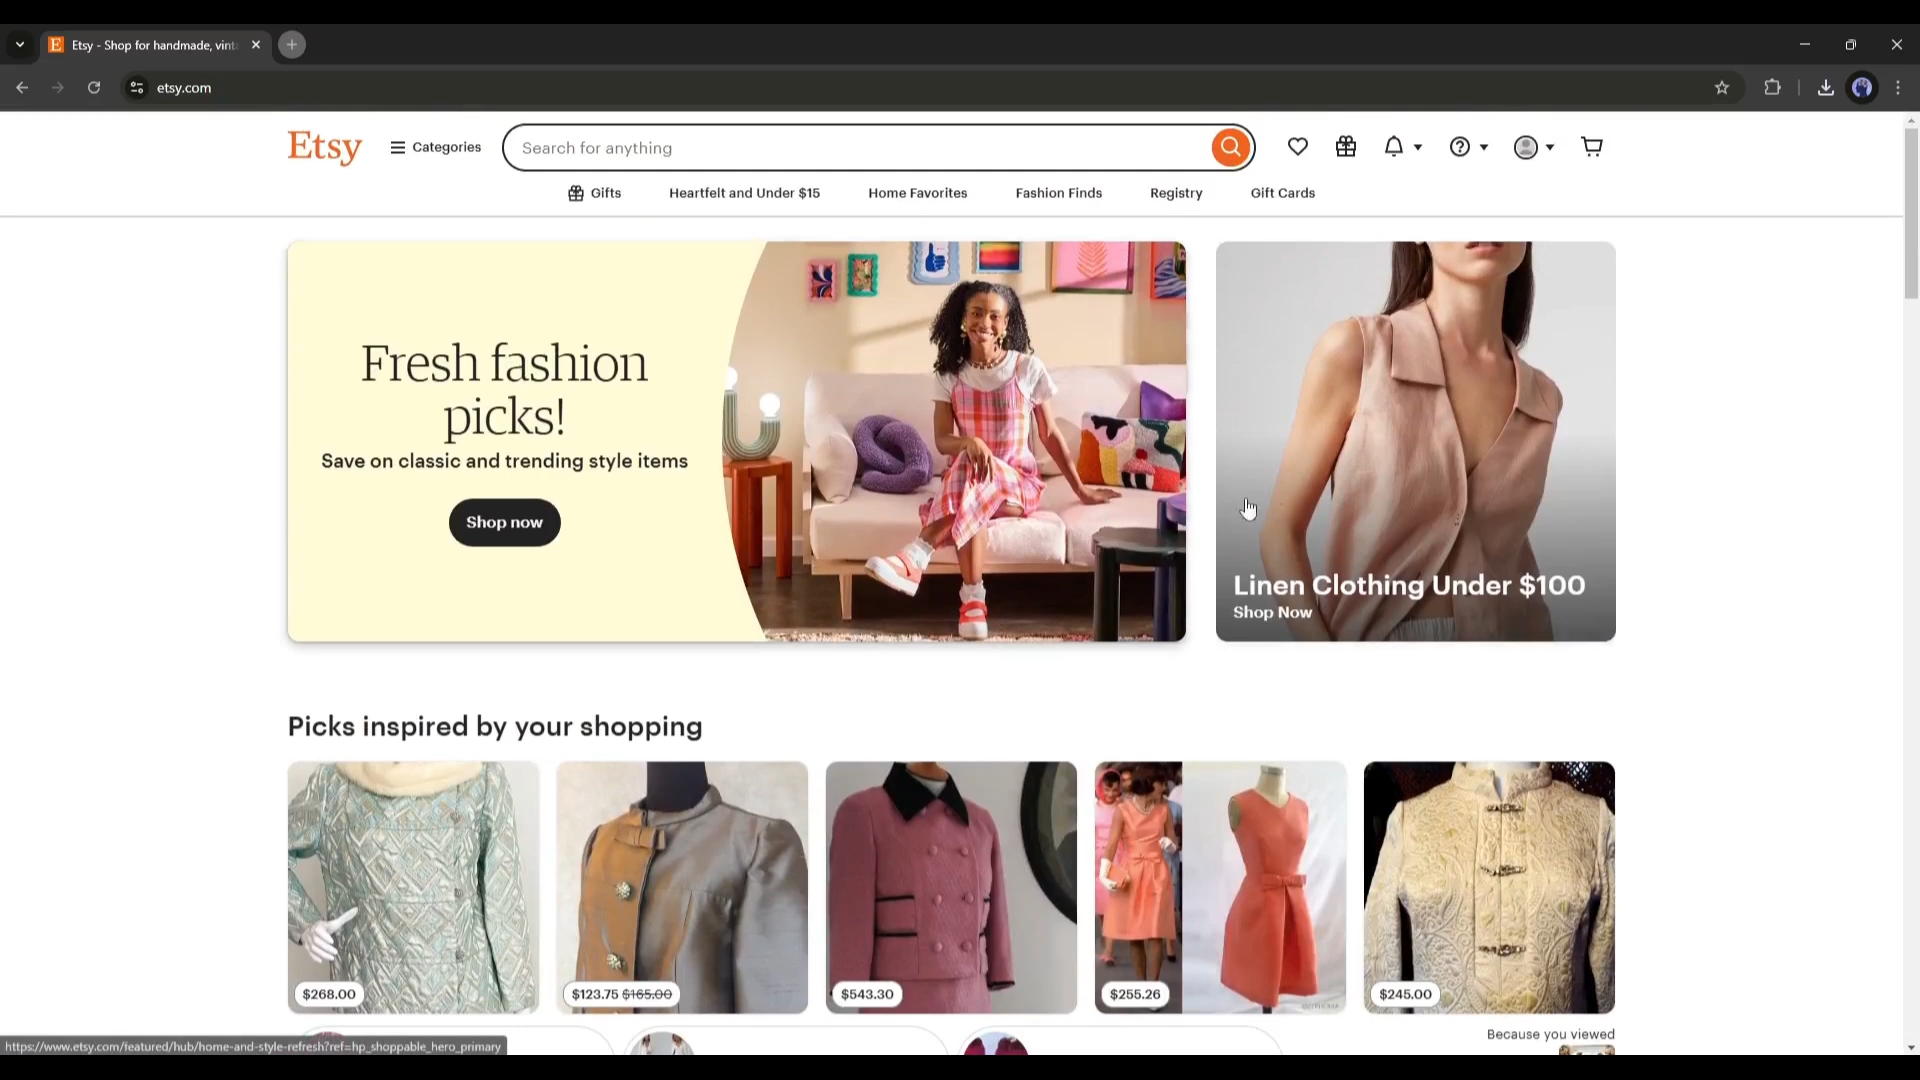 Etsy - Shop for handmade, vint
etsy.com
Etsy
Categories
Search for anything
Gifts
Heartfelt and Under $15
Home Favorites
Fashion Finds
Registry
Gift Cards
Fresh fashion
picks!
Save on classic and trending style items
Shop now
Linen Clothing Under $100
Shop Now
Picks inspired by your shopping
$268.00
$123.75 $165.00
$543.30
$255.26
$245.00
Because you viewed
https://www.etsy.com/featured/hub/home-and-style-refresh?ref=hp_shoppable_hero_primary